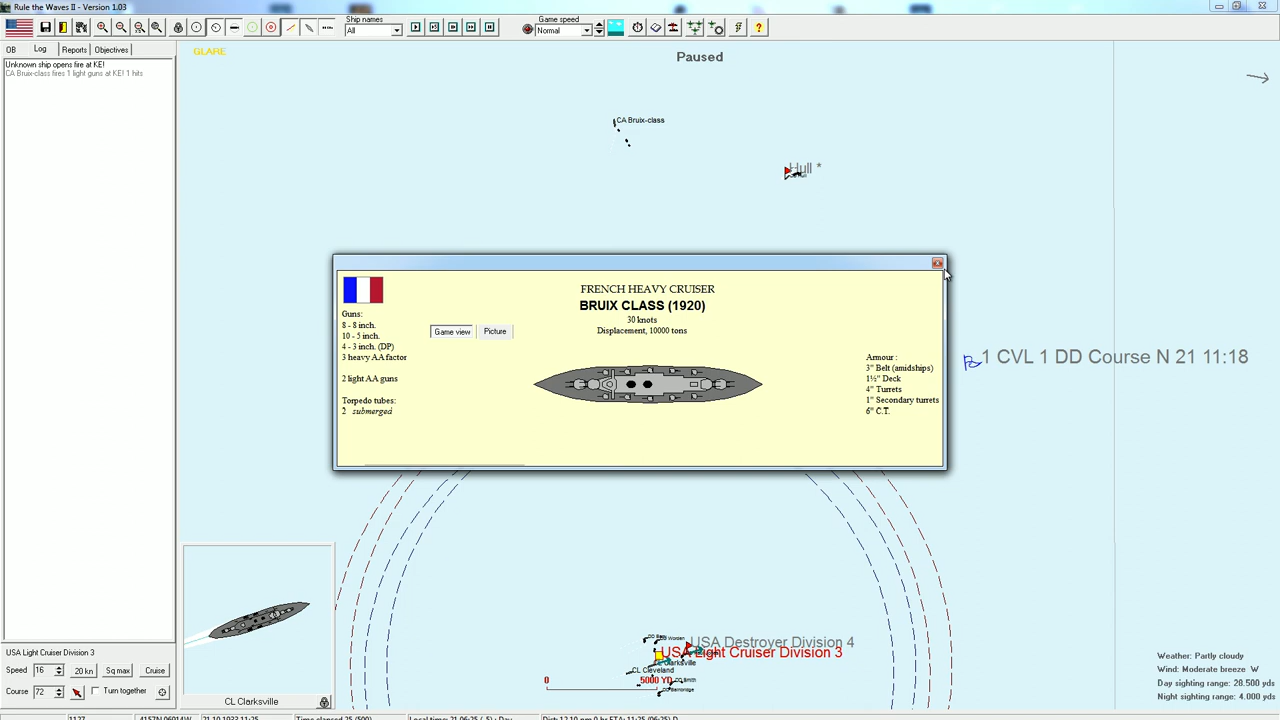 Rule the Waves II - Version 1.03
Ship names
All
Game speed
Normal
OB Log Reports Objectives
Unknown ship opens fire at KE!
CA Bruix-class fires 1 light guns at KE! 1 hits
GLARE
Paused
CA Bruix-class
Hull *
FRENCH HEAVY CRUISER
BRUIX CLASS (1920)
30 knots
Displacement, 10000 tons
Guns:
8 - 8 inch.
10 - 5 inch.
4 - 3 inch. (DP)
3 heavy AA factor
2 light AA guns
Torpedo tubes:
2 submerged
Game view Picture
Armour :
3" Belt (amidships)
1½" Deck
4" Turrets
1" Secondary turrets
6" C.T.
1 CVL 1 DD Course N 21 11:18
USA Destroyer Division 4
USA Light Cruiser Division 3
CL Clarksville
CL Cleveland
0 5000 YD
USA Light Cruiser Division 3
Speed 16 20 kn Sq max Cruise
Course 72 Turn together
CL Clarksville
Weather: Partly cloudy
Wind: Moderate breeze W
Day sighting range: 28.500 yds
Night sighting range: 4.000 yds